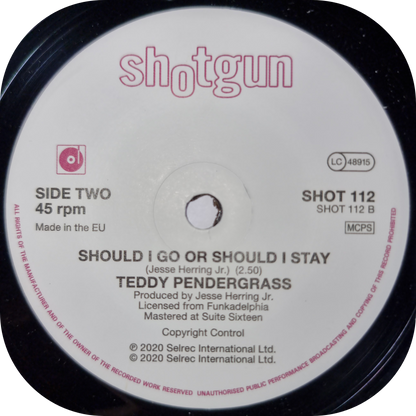 shotgun
LC 48915
SIDE TWO
45 rpm
Made in the EU
SHOT 112
SHOT 112 B
MCPS
SHOULD I GO OR SHOULD I STAY
(Jesse Herring Jr.) (2.50)
TEDDY PENDERGRASS
Produced by Jesse Herring Jr.
Licensed from Funkadelphia
Mastered at Suite Sixteen
Copyright Control
℗ 2020 Selrec International Ltd.
© 2020 Selrec International Ltd.
ALL RIGHTS OF THE MANUFACTURER AND OF THE OWNER OF THE RECORDED WORK RESERVED UNAUTHORISED PUBLIC PERFORMANCE BROADCASTING AND COPYING OF THIS RECORD PROHIBITED